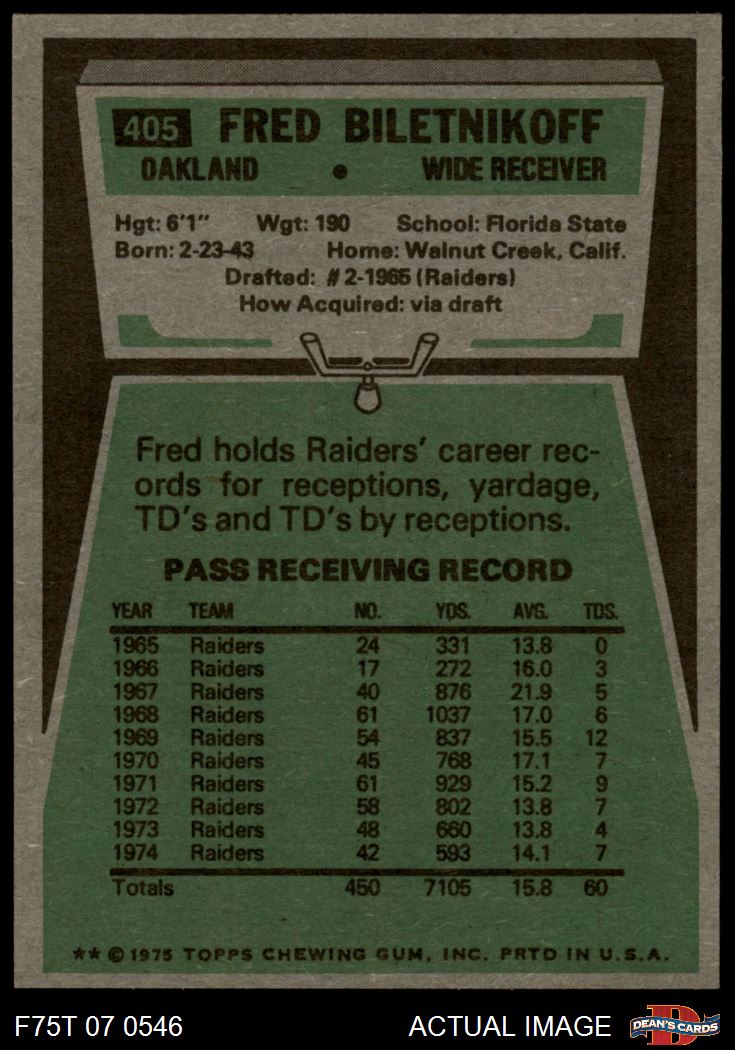 405 FRED BILETNIKOFF
OAKLAND • WIDE RECEIVER
Hgt: 6'1" Wgt: 190 School: Florida State
Born: 2-23-43 Home: Walnut Creek, Calif.
Drafted: #2-1965 (Raiders)
How Acquired: via draft
Fred holds Raiders' career rec-
ords for receptions, yardage,
TD's and TD's by receptions.
PASS RECEIVING RECORD
YEAR TEAM NO. YDS. AVG. TDS.
1965 Raiders 24 331 13.8 0
1966 Raiders 17 272 16.0 3
1967 Raiders 40 876 21.9 5
1968 Raiders 61 1037 17.0 6
1969 Raiders 54 837 15.5 12
1970 Raiders 45 768 17.1 7
1971 Raiders 61 929 15.2 9
1972 Raiders 58 802 13.8 7
1973 Raiders 48 660 13.8 4
1974 Raiders 42 593 14.1 7
Totals 450 7105 15.8 60
** © 1975 TOPPS CHEWING GUM, INC. PRTD IN U.S.A.
F75T 07 0546 ACTUAL IMAGE D DEAN'S CARDS